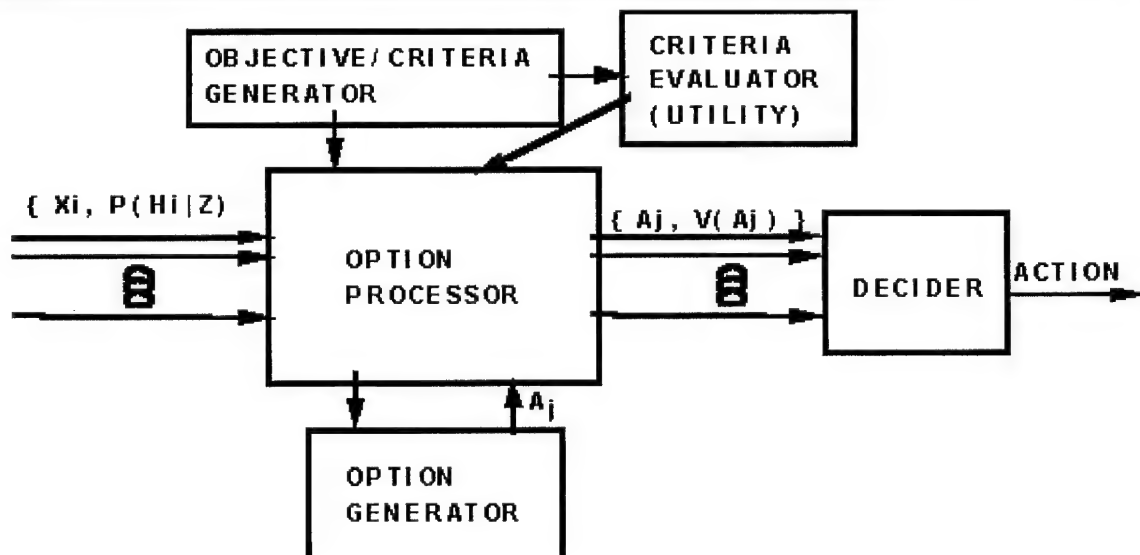 OBJECTIVE/CRITERIA
GENERATOR
CRITERIA
EVALUATOR
(UTILITY)
{ Xi, P(Hi|Z)
{ Aj, V(Aj) }
OPTION
PROCESSOR
DECIDER
ACTION
Aj
OPTION
GENERATOR